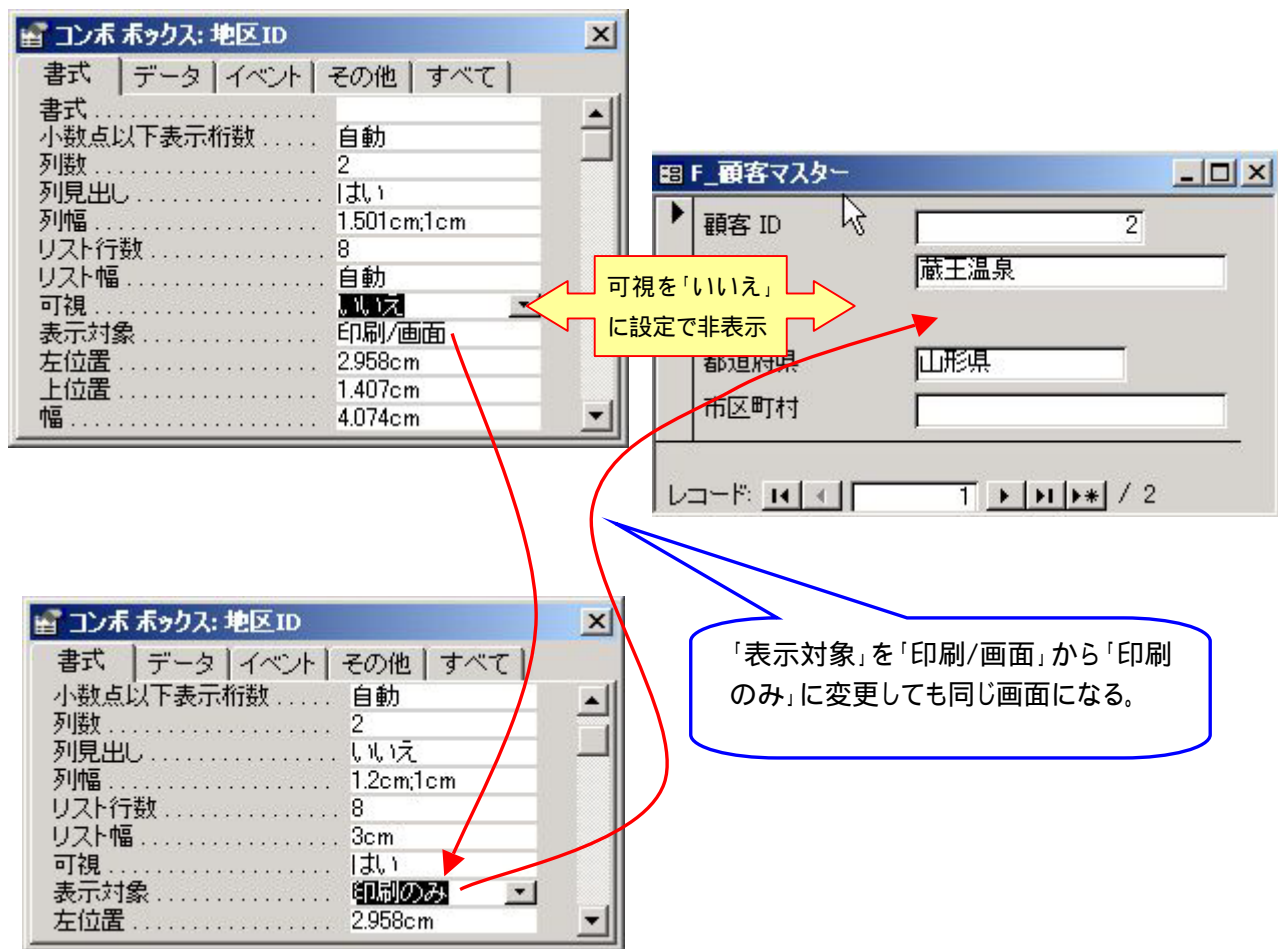 コンボ ボックス: 地区ID
書式 データ イベント その他 すべて
書式
小数点以下表示桁数 自動
列数 2
列見出し はい
列幅 1.501cm;1cm
リスト行数 8
リスト幅 自動
可視 いいえ
表示対象 印刷/画面
左位置 2.958cm
上位置 1.407cm
幅 4.074cm
可視を「いいえ」
に設定で非表示
F_顧客マスター
顧客 ID 2
蔵王温泉
都道府県 山形県
市区町村
レコード: 1 / 2
コンボ ボックス: 地区ID
書式 データ イベント その他 すべて
小数点以下表示桁数 自動
列数 2
列見出し いいえ
列幅 1.2cm;1cm
リスト行数 8
リスト幅 3cm
可視 はい
表示対象 印刷のみ
左位置 2.958cm
「表示対象」を「印刷/画面」から「印刷
のみ」に変更しても同じ画面になる。